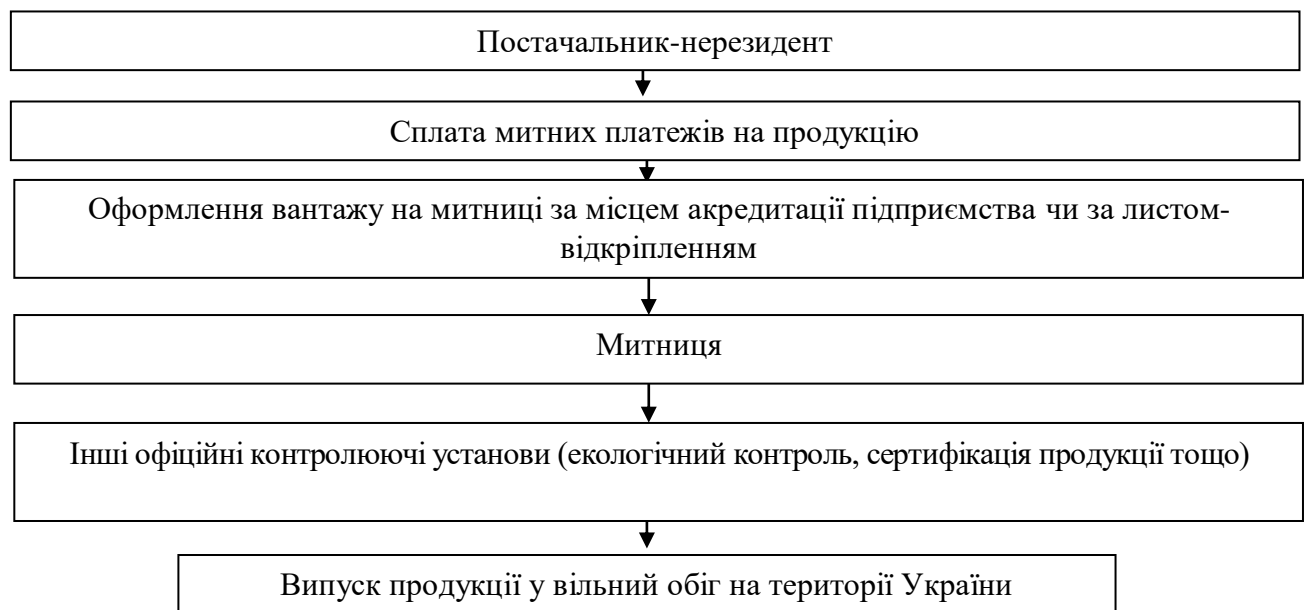 Постачальник-нерезидент
Сплата митних платежів на продукцію
Оформлення вантажу на митниці за місцем акредитації підприємства чи за листом-
відкріпленням
Митниця
Інші офіційні контролюючі установи (екологічний контроль, сертифікація продукції тощо)
Випуск продукції у вільний обіг на території України